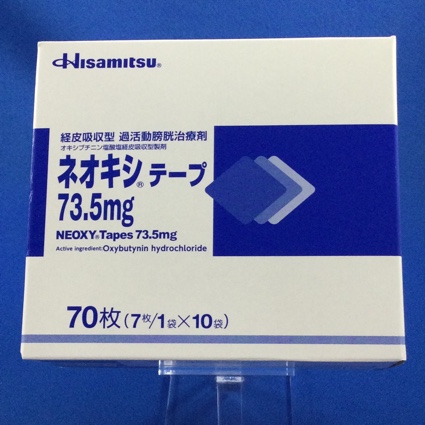 Hisamitsu®
経皮吸収型 過活動膀胱治療剤
オキシブチニン塩酸塩経皮吸収型製剤
ネオキシ®テープ
73.5mg
NEOXY®Tapes 73.5mg
Active ingredient:Oxybutynin hydrochloride
70枚(7枚/1袋×10袋)